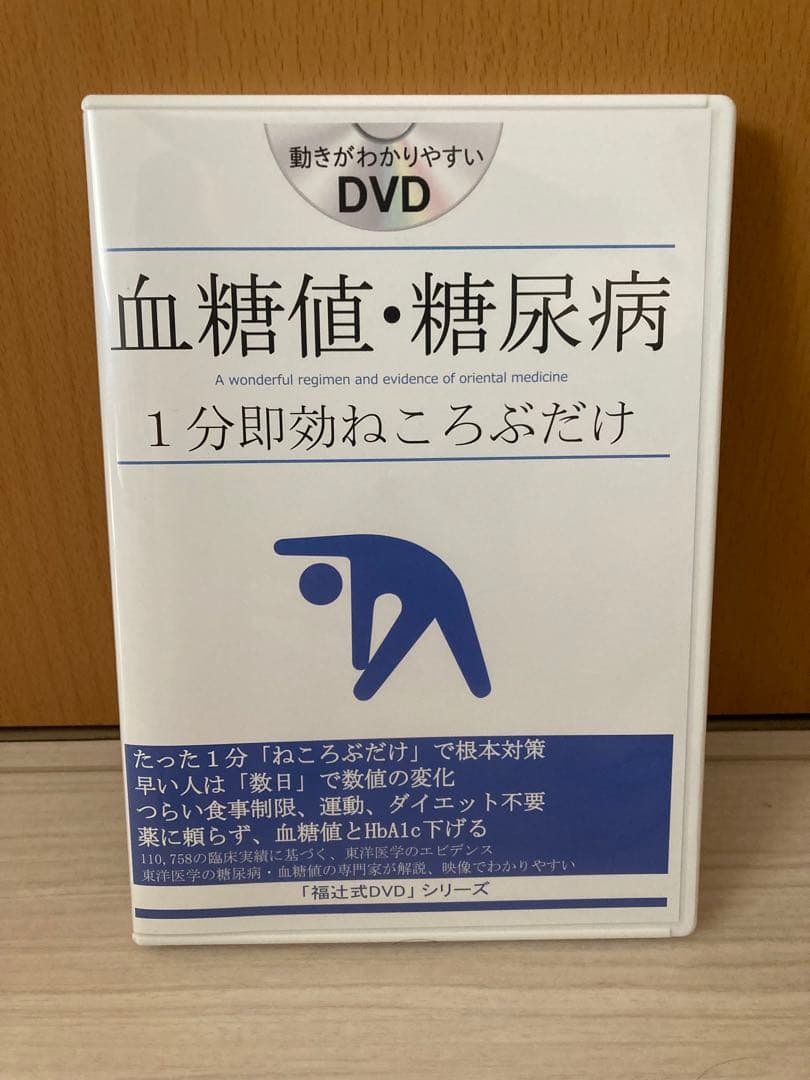 動きがわかりやすい
DVD
血糖値・糖尿病
A wonderful regimen and evidence of oriental medicine
１分即効ねころぶだけ
たった１分「ねころぶだけ」で根本対策
早い人は「数日」で数値の変化
つらい食事制限、運動、ダイエット不要
薬に頼らず、血糖値とHbA1c下げる
110,758の臨床実績に基づく、東洋医学のエビデンス
東洋医学の糖尿病・血糖値の専門家が解説、映像でわかりやすい
「福辻式DVD」シリーズ